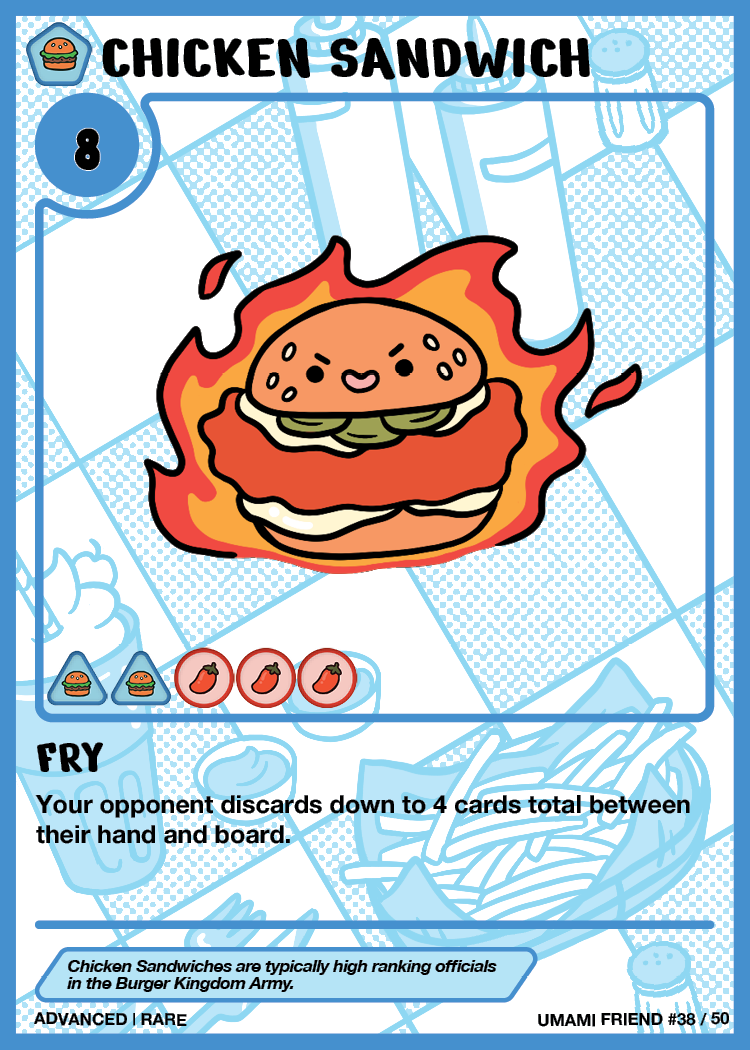 CHICKEN SANDWICH
8
FRY
Your opponent discards down to 4 cards total between
their hand and board.
Chicken Sandwiches are typically high ranking officials
in the Burger Kingdom Army.
ADVANCED | RARE
UMAMI FRIEND #38 / 50